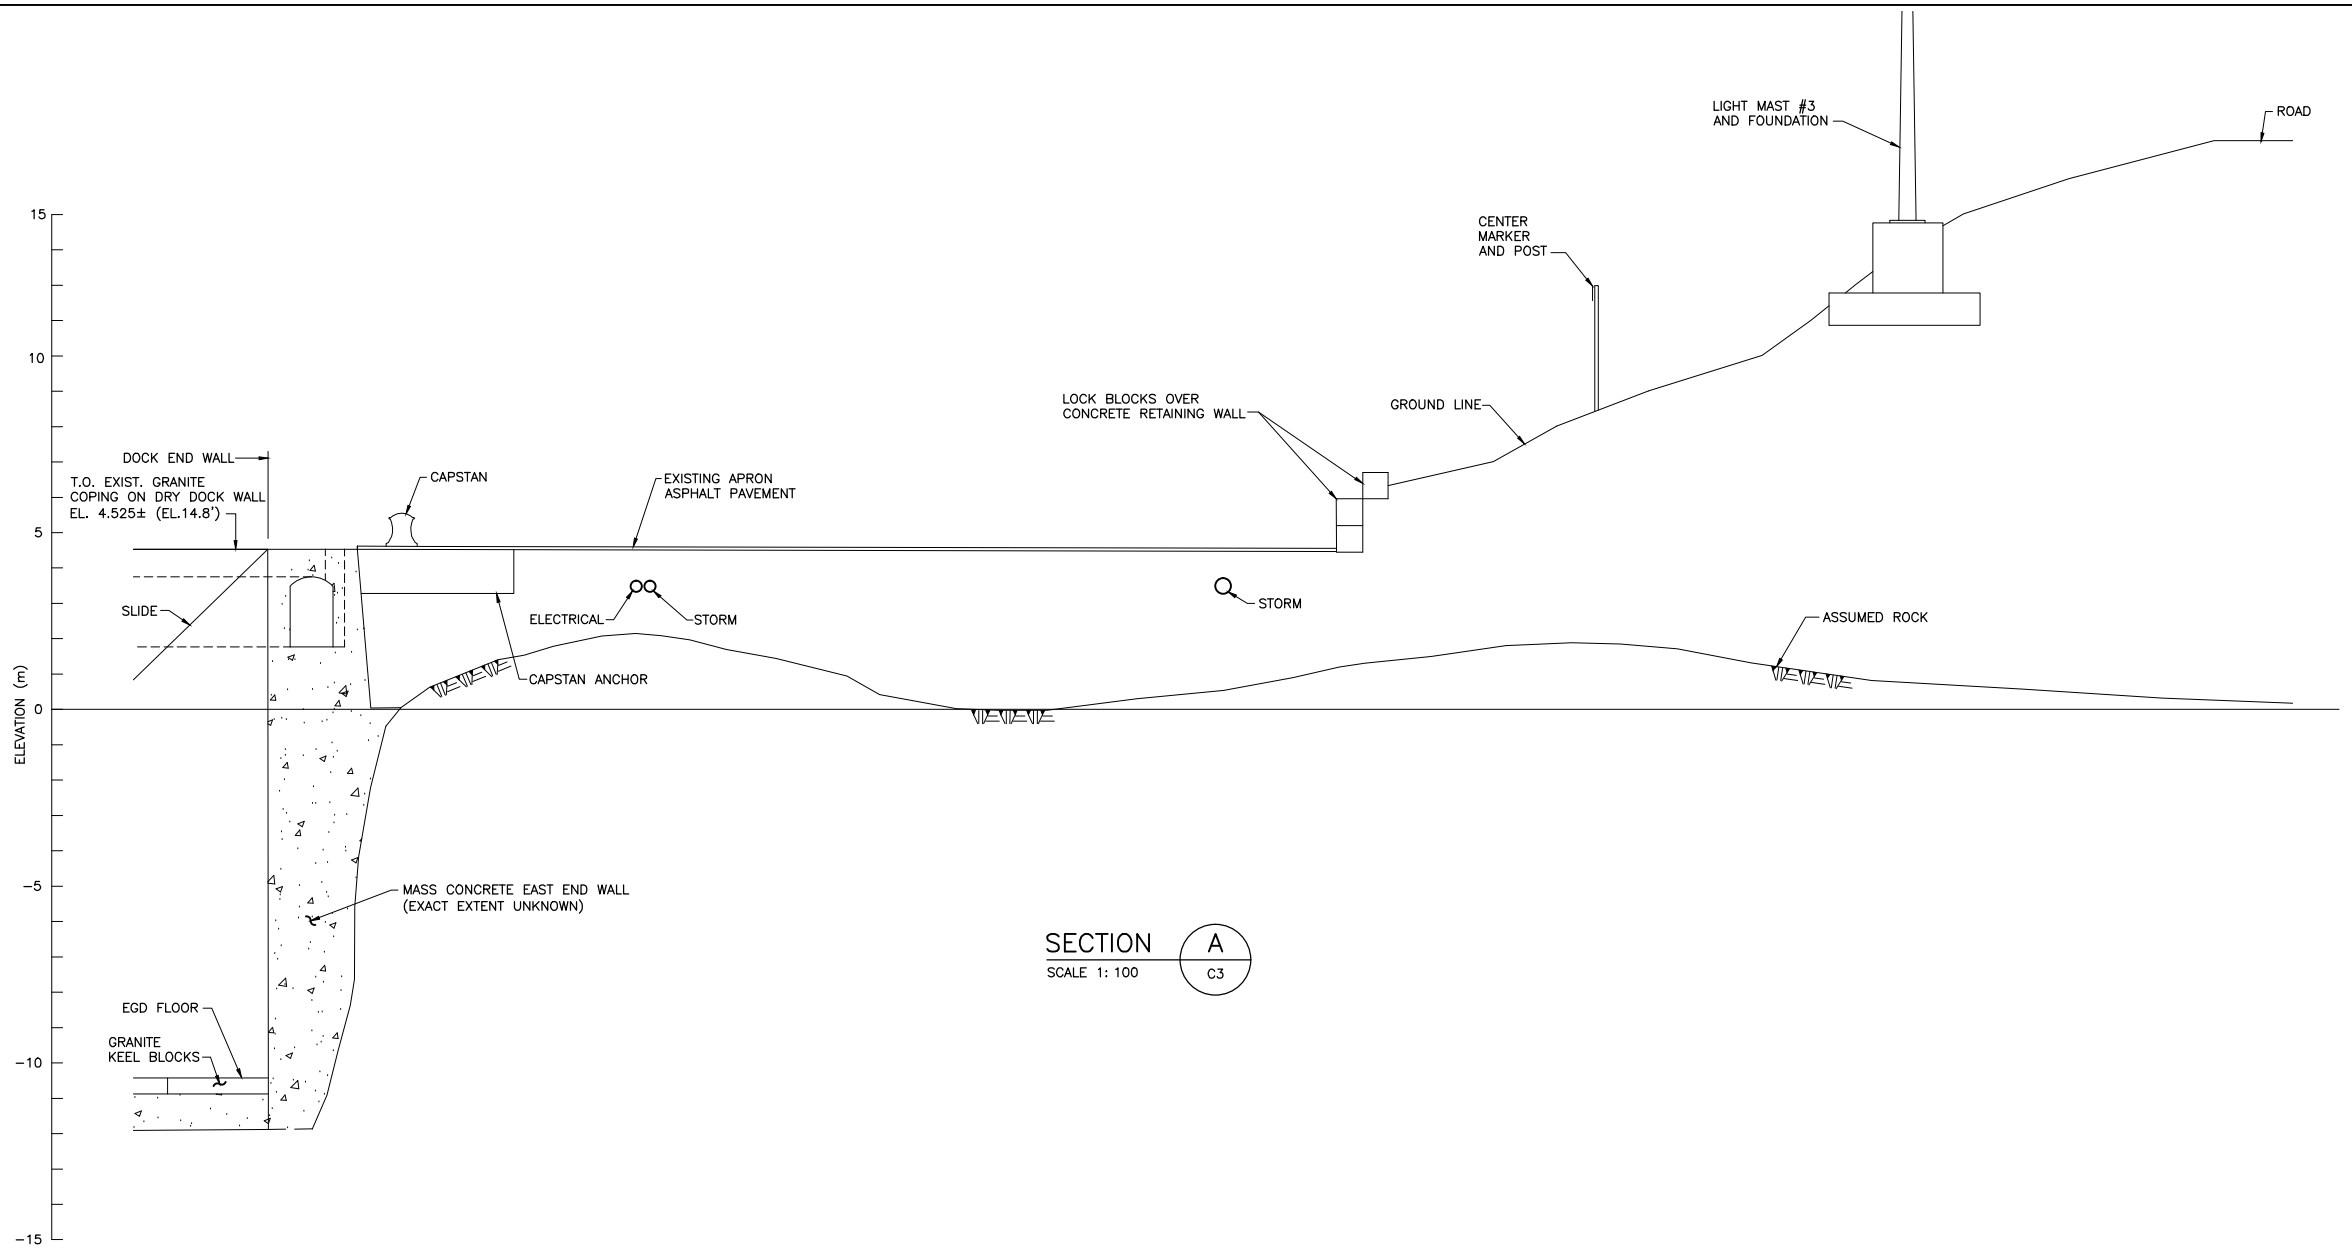 LIGHT MAST #3
AND FOUNDATION
ROAD
15
CENTER
MARKER
AND POST
10
LOCK BLOCKS OVER
CONCRETE RETAINING WALL
GROUND LINE
DOCK END WALL
T.O. EXIST. GRANITE
COPING ON DRY DOCK WALL
EL. 4.525± (EL.14.8')
CAPSTAN
EXISTING APRON
ASPHALT PAVEMENT
5
SLIDE
ELECTRICAL
STORM
STORM
ASSUMED ROCK
CAPSTAN ANCHOR
ELEVATION (m)
0
-5
MASS CONCRETE EAST END WALL
(EXACT EXTENT UNKNOWN)
SECTION
SCALE 1:100
A
C3
EGD FLOOR
GRANITE
KEEL BLOCKS
-10
-15